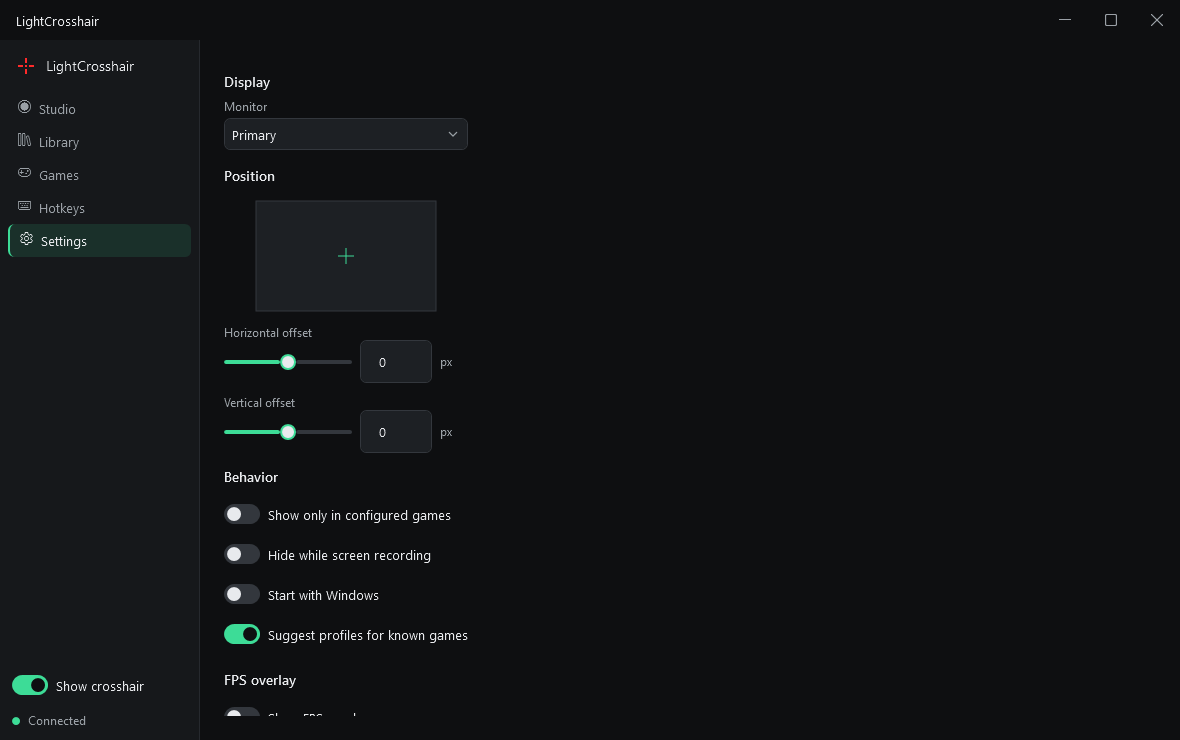 LightCrosshair
LightCrosshair
Studio
Library
Games
Hotkeys
Settings
Display
Monitor
Primary
Position
Horizontal offset
0 px
Vertical offset
0 px
Behavior
Show only in configured games
Hide while screen recording
Start with Windows
Suggest profiles for known games
FPS overlay
Show crosshair
Connected